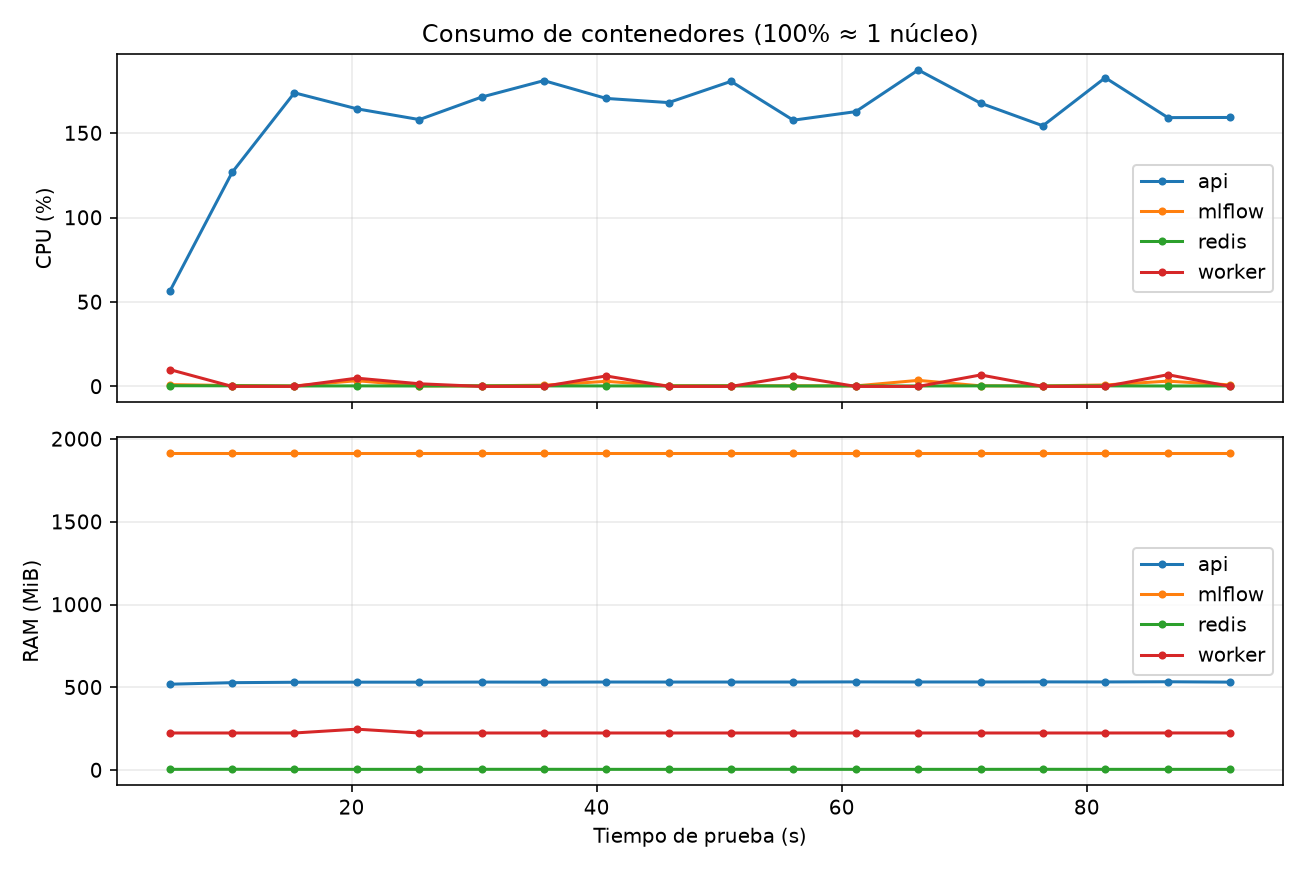 Consumo de contenedores (100% ≈ 1 núcleo)
CPU (%)
150
100
50
0
api
mlflow
redis
worker
RAM (MiB)
2000
1500
1000
500
0
api
mlflow
redis
worker
20
40
60
80
Tiempo de prueba (s)